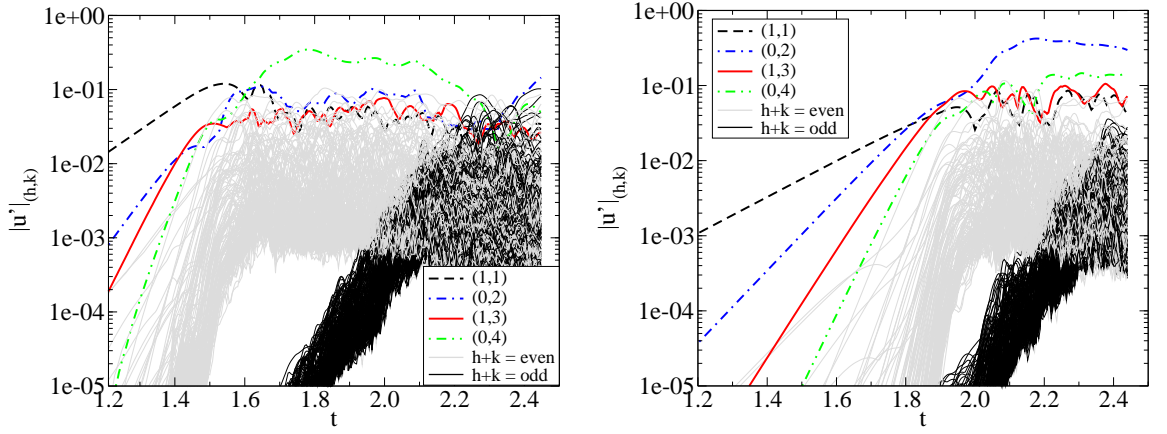 1e+00
1e-01
1e-02
1e-03
1e-04
1e-05
|u'|(h,k)
1.2 1.4 1.6 1.8 2.0 2.2 2.4
t
(1,1)
(0,2)
(1,3)
(0,4)
h+k = even
h+k = odd
1e+00
1e-01
1e-02
1e-03
1e-04
1e-05
|u'|(h,k)
1.2 1.4 1.6 1.8 2.0 2.2 2.4
t
(1,1)
(0,2)
(1,3)
(0,4)
h+k = even
h+k = odd